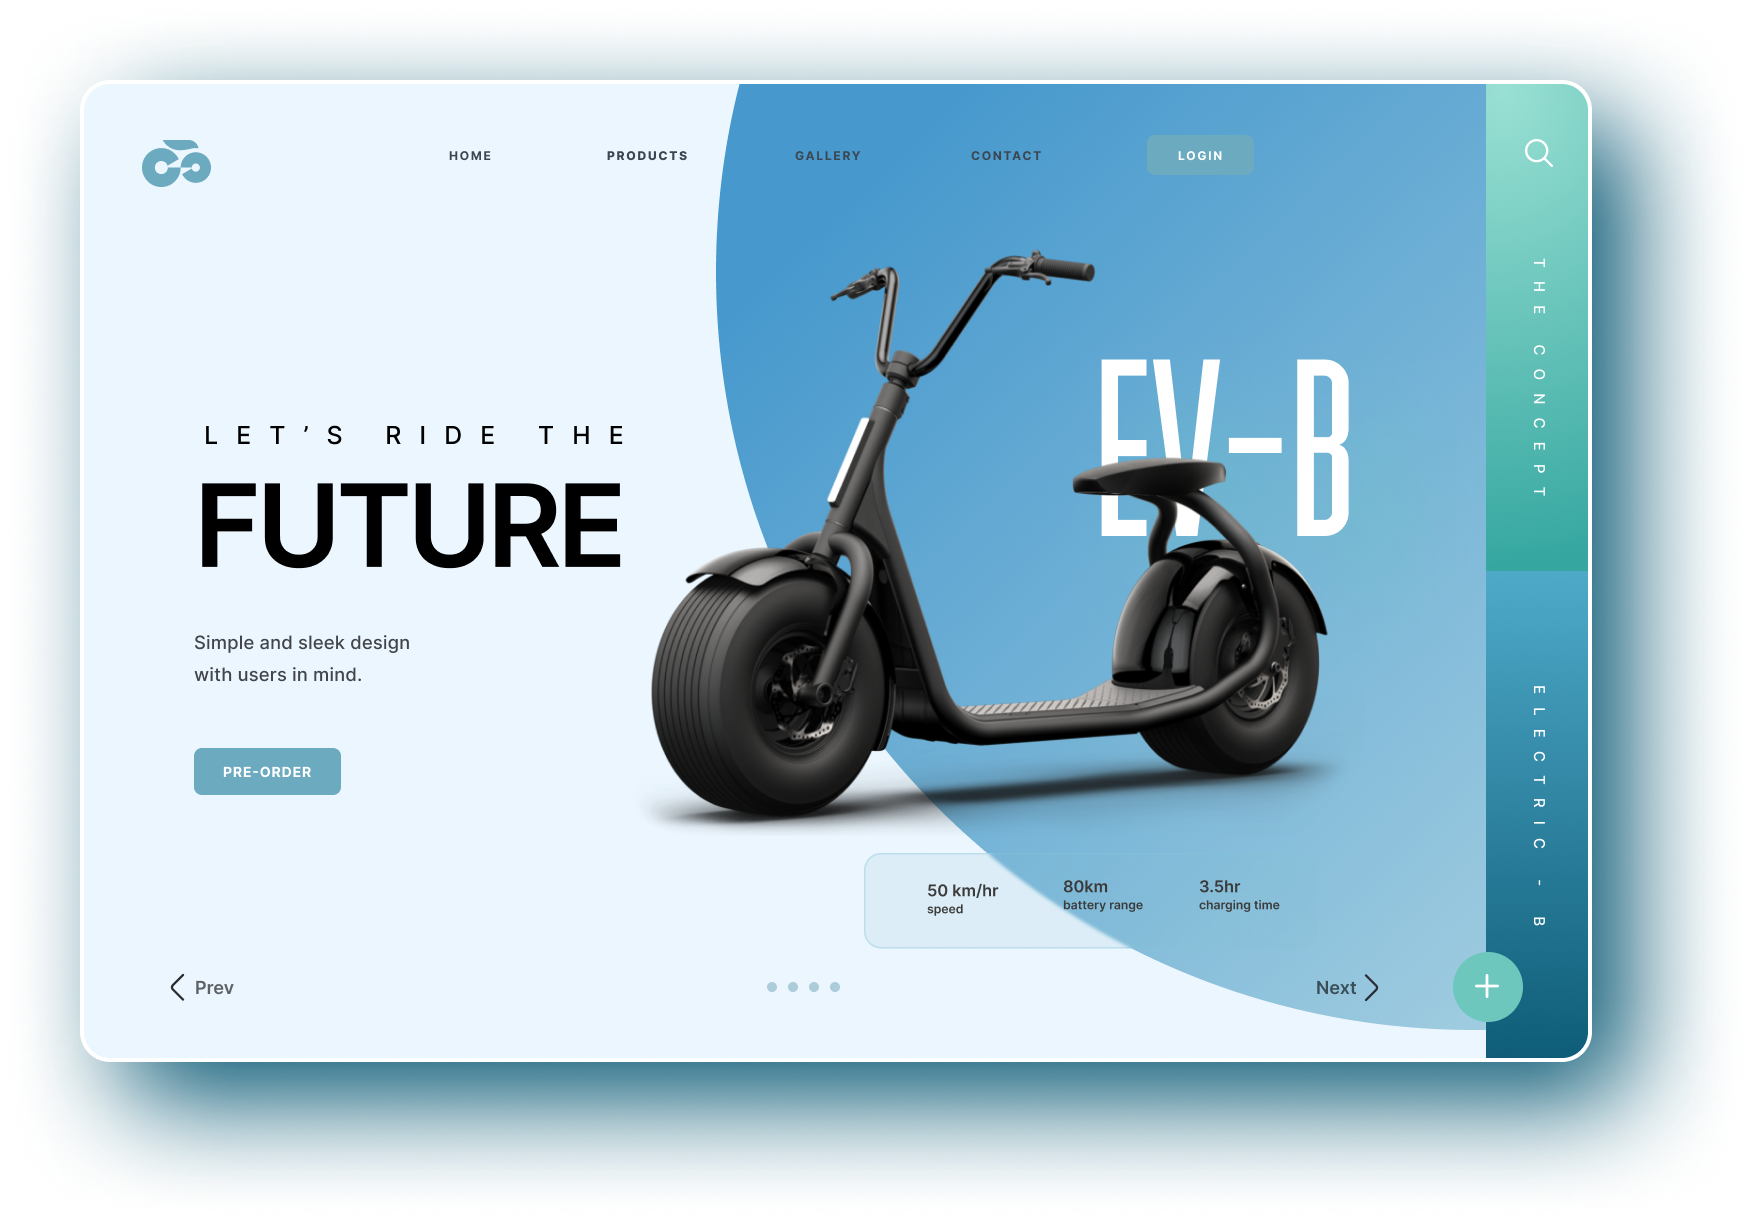 HOME
PRODUCTS
GALLERY
CONTACT
LOGIN
THE CONCEPT
EV-B
LET’S RIDE THE
FUTURE
Simple and sleek design
with users in mind.
PRE-ORDER
ELECTRIC - B
50 km/hr
speed
80km
battery range
3.5hr
charging time
Prev
Next